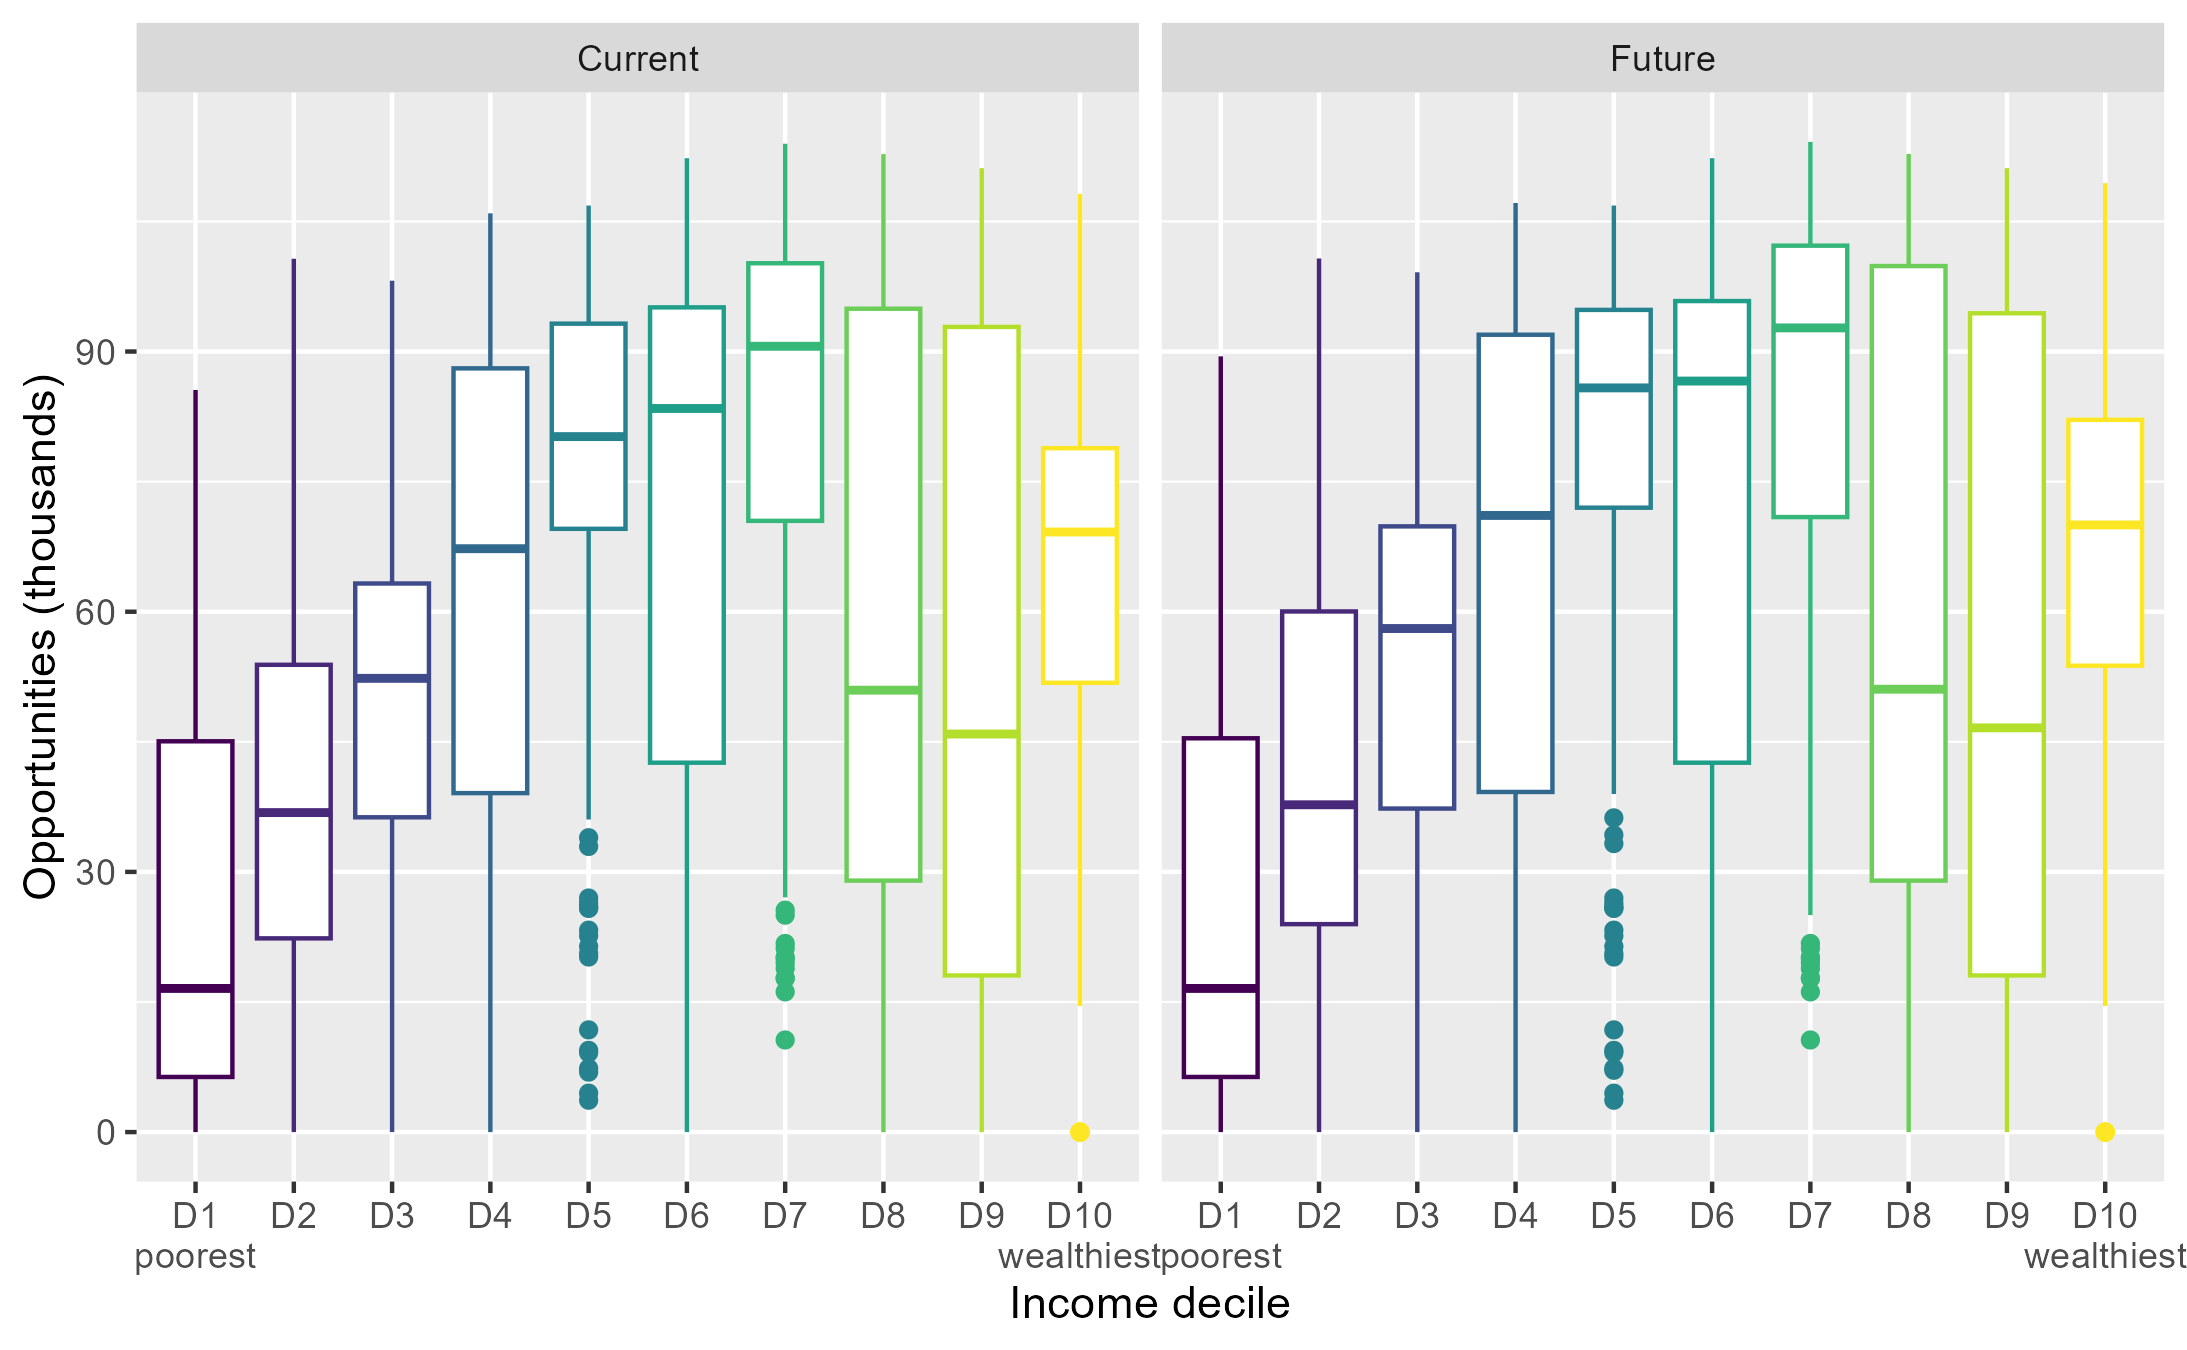 Current
Future
Opportunities (thousands)
90
60
30
0
D1 D2 D3 D4 D5 D6 D7 D8 D9 D10 D1 D2 D3 D4 D5 D6 D7 D8 D9 D10
poorest wealthiest poorest wealthiest
Income decile